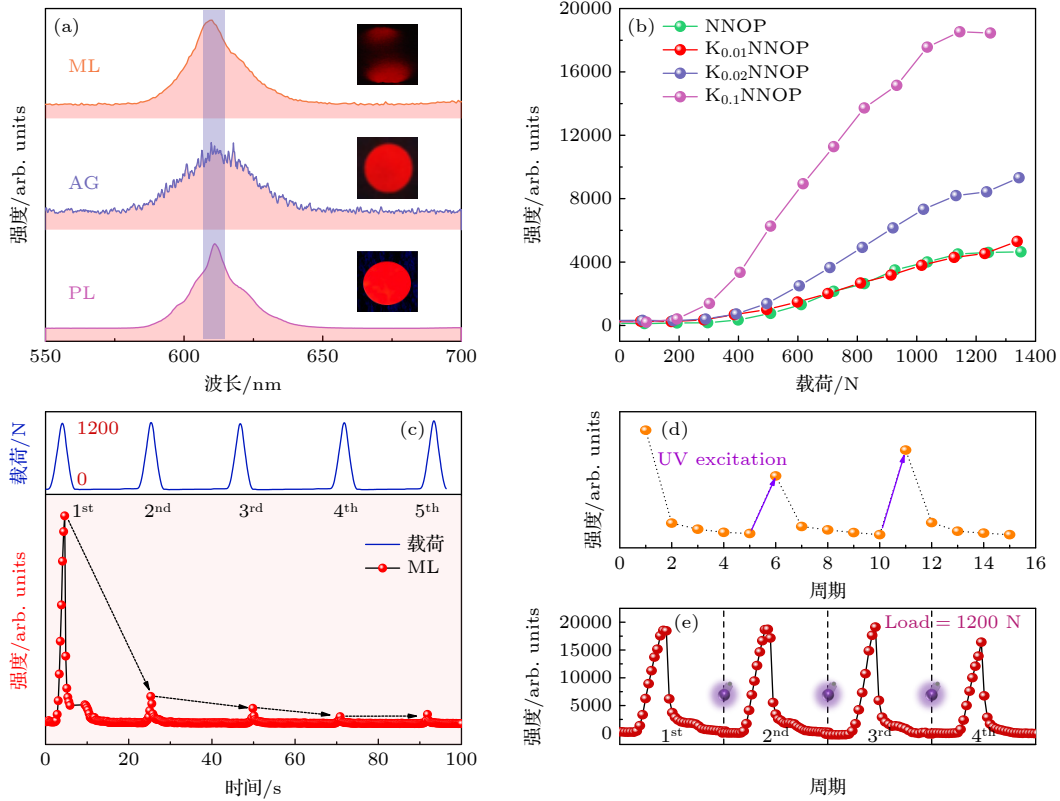 (a)
ML
AG
PL
强度/arb. units
550
600
650
700
波长/nm
(b)
NNOP
K0.01NNOP
K0.02NNOP
K0.1NNOP
强度/arb. units
20000
16000
12000
8000
4000
0
0
200
400
600
800
1000
1200
1400
载荷/N
(c)
载荷/N
1200
0
1st
2nd
3rd
4th
5th
载荷
ML
强度/arb. units
0
20
40
60
80
100
时间/s
(d)
UV excitation
强度/arb. units
0
2
4
6
8
10
12
14
16
周期
(e)
Load = 1200 N
强度/arb. units
20000
15000
10000
5000
0
1st
2nd
3rd
4th
周期